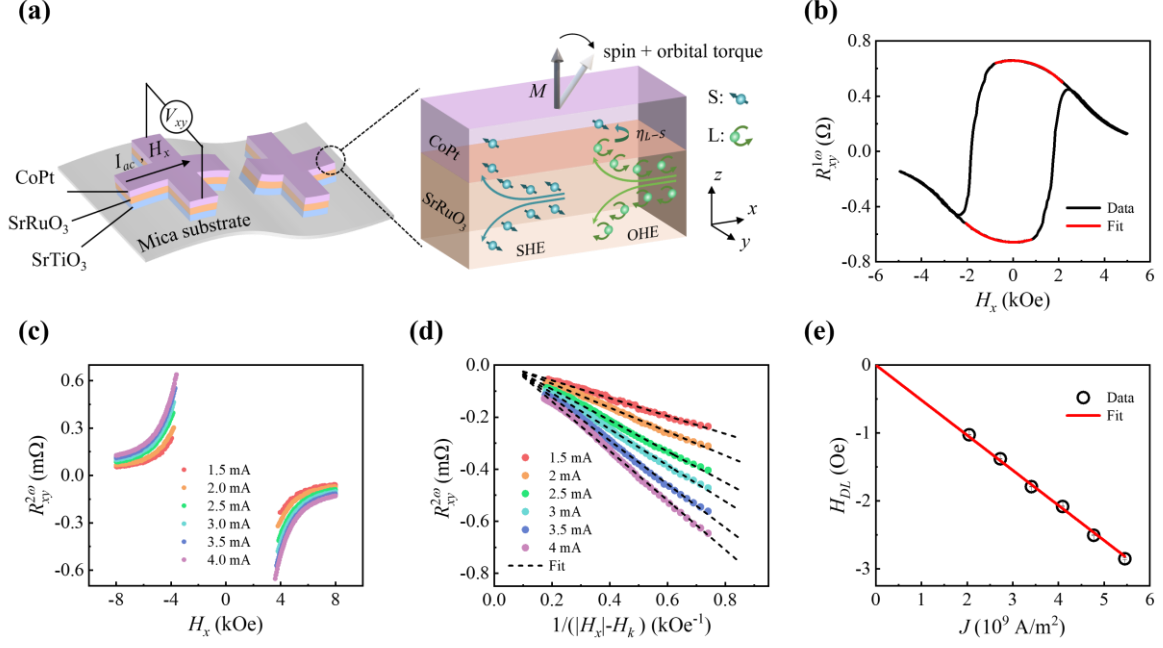 (a)
spin + orbital torque
M
S:
L:
V_xy
I_ac , H_x
η_L−S
CoPt
CoPt
SrRuO₃
SrRuO₃
SrTiO₃
Mica substrate
SHE
OHE
z
x
y
(b)
R_xy^1ω (Ω)
0.8
0.4
0.0
-0.4
-0.8
Data
Fit
-6 -4 -2 0 2 4 6
H_x (kOe)
(c)
R_xy^2ω (mΩ)
0.6
0.3
0.0
-0.3
-0.6
1.5 mA
2.0 mA
2.5 mA
3.0 mA
3.5 mA
4.0 mA
-8 -4 0 4 8
H_x (kOe)
(d)
R_xy^2ω (mΩ)
0.0
-0.2
-0.4
-0.6
-0.8
1.5 mA
2 mA
2.5 mA
3 mA
3.5 mA
4 mA
Fit
0.0 0.2 0.4 0.6 0.8
1/(|H_x|-H_k) (kOe⁻¹)
(e)
H_DL (Oe)
0
-1
-2
-3
Data
Fit
0 1 2 3 4 5 6
J (10⁹ A/m²)